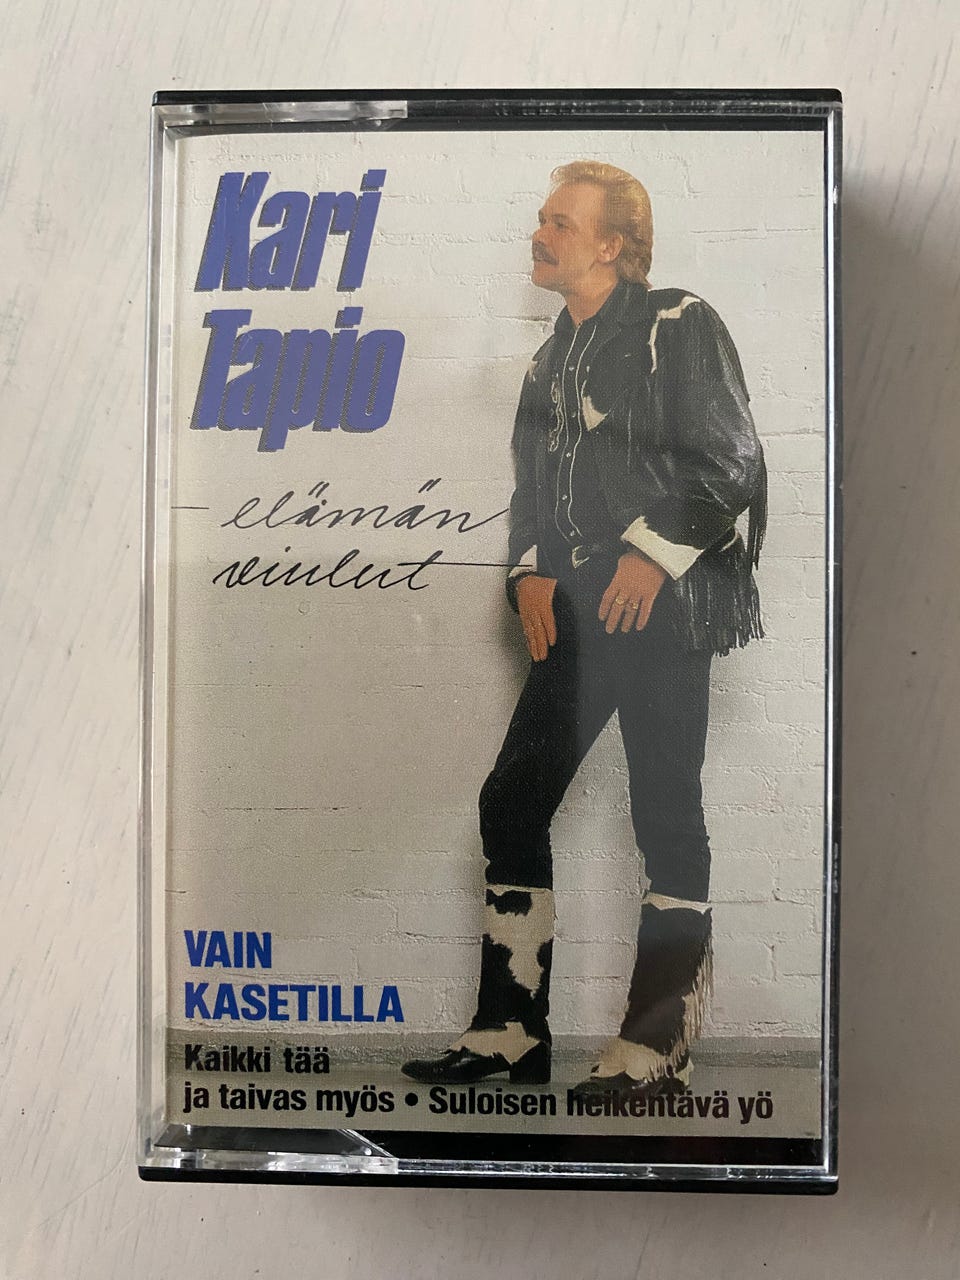 Kari
Tapio
elämän
viulut
VAIN
KASETILLA
Kaikki tää
ja taivas myös • Suloisen heikentävä yö